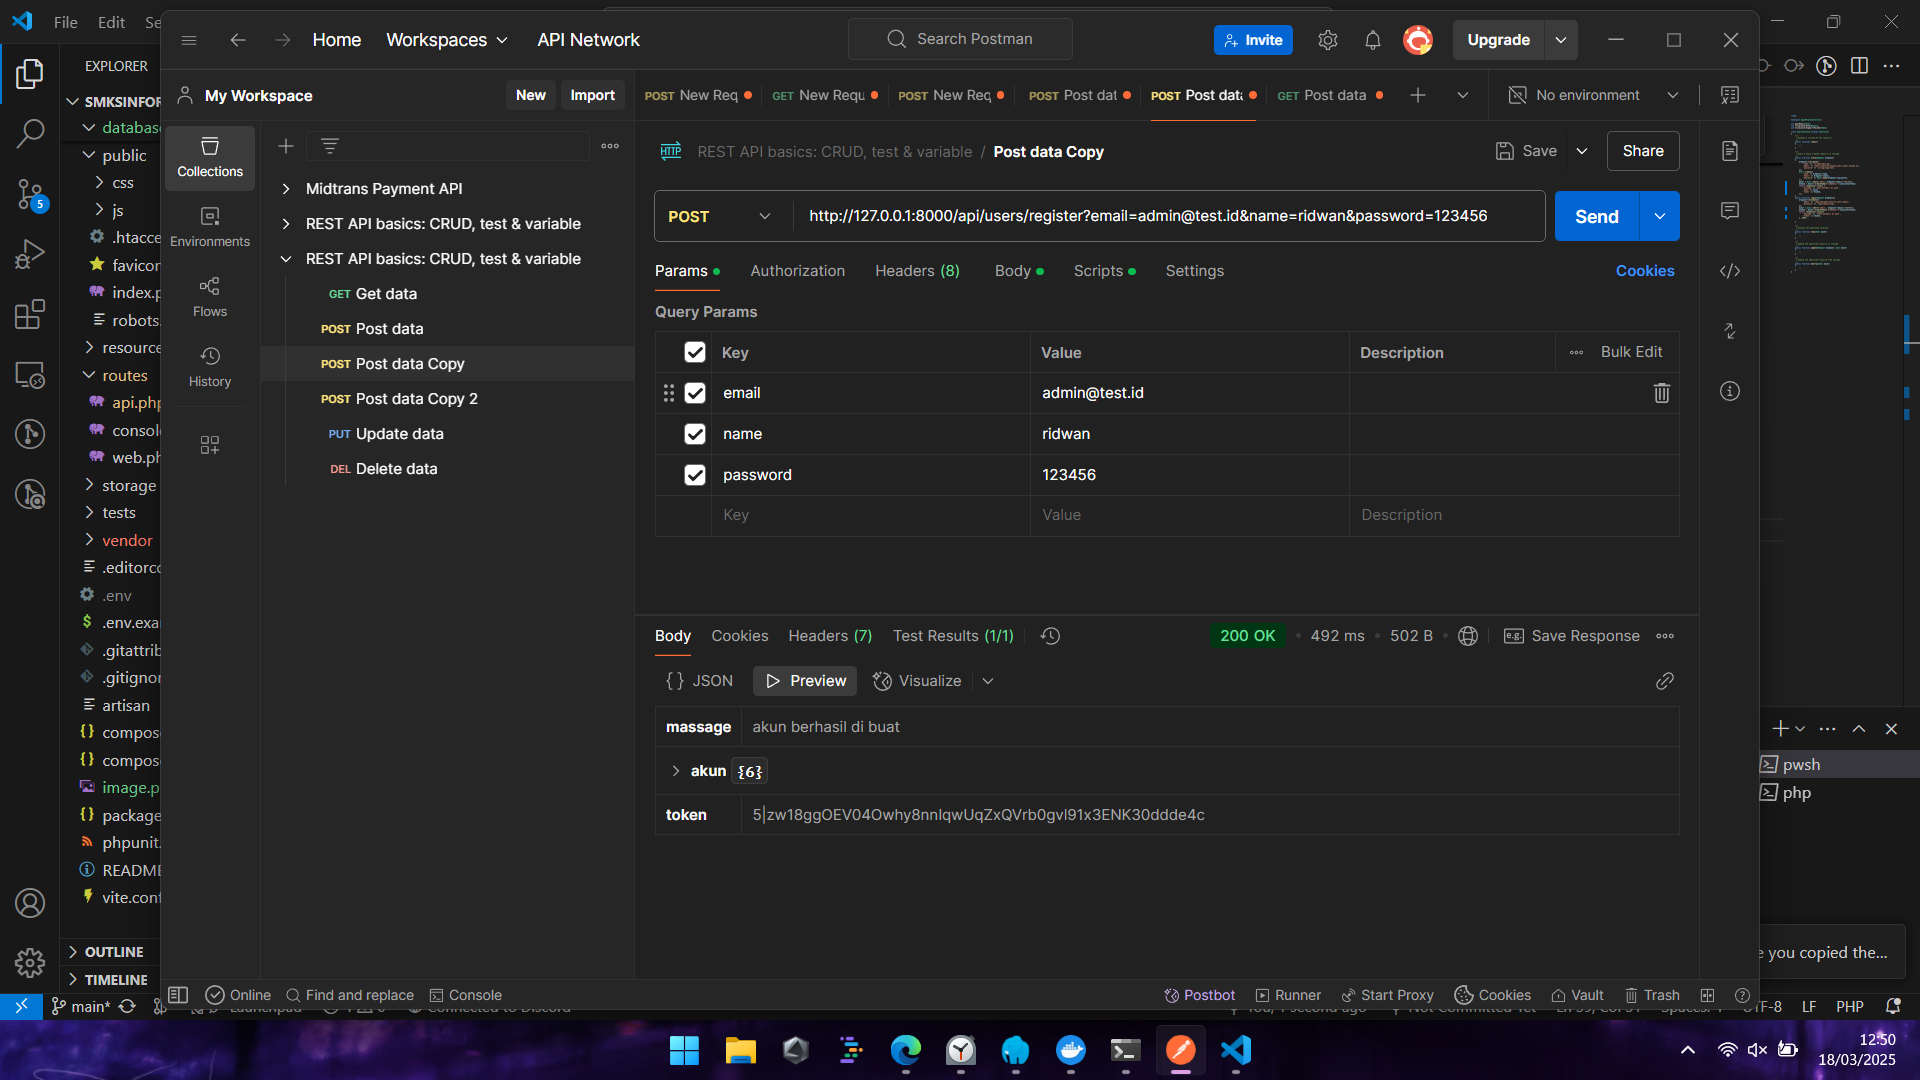 File Edit Se
Home Workspaces API Network
Search Postman
Invite
Upgrade
EXPLORER
My Workspace
New Import
POST New Req GET New Requ POST New Req POST Post dat POST Post data GET Post data
No environment
SMKSINFOR
databas
public
css
js
.htacce
favicon
index.p
robots.
resource
routes
api.php
consol
web.ph
storage
tests
vendor
.editorco
.env
.env.exa
.gitattrib
.gitignor
artisan
compos
compos
image.p
package
phpunit.
README
vite.conf
OUTLINE
TIMELINE
5
Collections
Environments
Flows
History
Midtrans Payment API
REST API basics: CRUD, test & variable
REST API basics: CRUD, test & variable
GET Get data
POST Post data
POST Post data Copy
POST Post data Copy 2
PUT Update data
DEL Delete data
HTTP REST API basics: CRUD, test & variable / Post data Copy
Save Share
POST http://127.0.0.1:8000/api/users/register?email=admin@test.id&name=ridwan&password=123456
Send
Params Authorization Headers (8) Body Scripts Settings
Cookies
Query Params
Key Value Description Bulk Edit
email admin@test.id
name ridwan
password 123456
Key Value Description
Body Cookies Headers (7) Test Results (1/1)
200 OK 492 ms 502 B e.g. Save Response
{} JSON Preview Visualize
massage akun berhasil di buat
akun {6}
token 5|zw18ggOEV04Owhy8nnIqwUqZxQVrb0gvl91x3ENK30ddde4c
pwsh
php
e you copied the...
Online Find and replace Console
Postbot Runner Start Proxy Cookies Vault Trash
main*
TF-8 LF PHP
12:50
18/03/2025